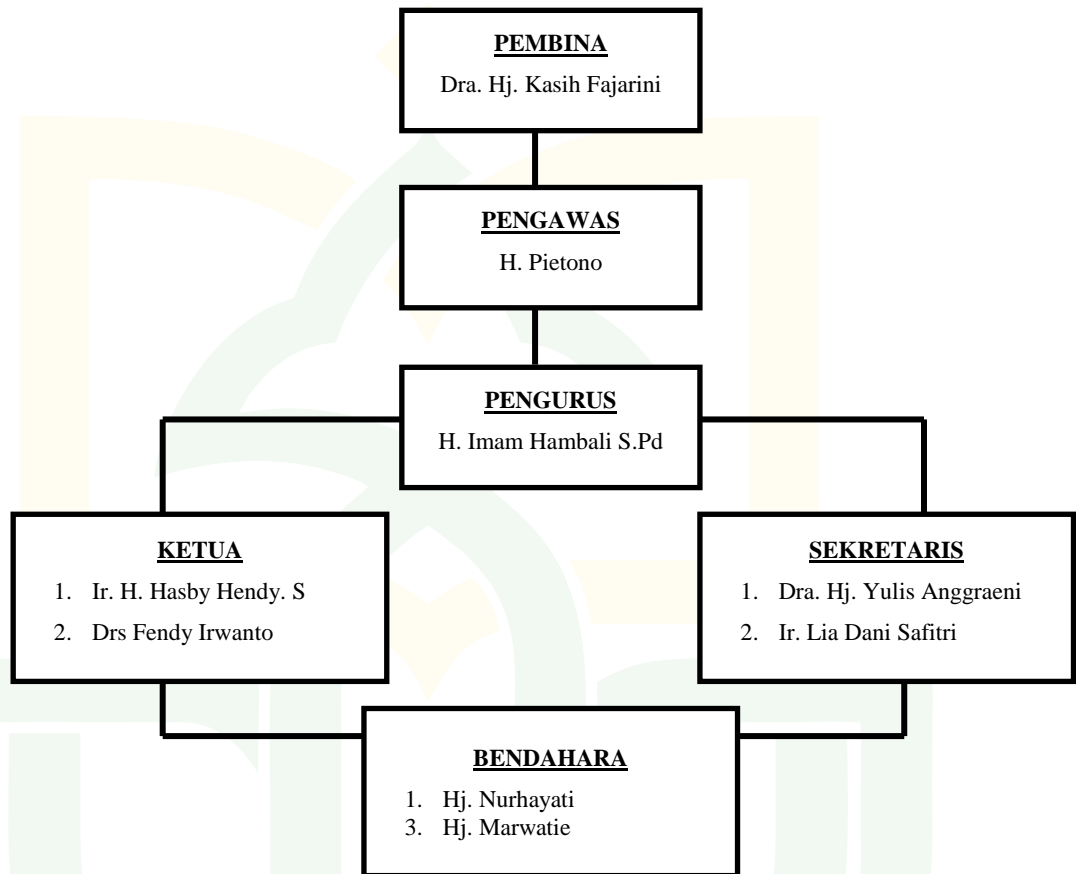 PEMBINA
Dra. Hj. Kasih Fajarini
PENGAWAS
H. Pietono
PENGURUS
H. Imam Hambali S.Pd
KETUA
1. Ir. H. Hasby Hendy. S
2. Drs Fendy Irwanto
SEKRETARIS
1. Dra. Hj. Yulis Anggraeni
2. Ir. Lia Dani Safitri
BENDAHARA
1. Hj. Nurhayati
3. Hj. Marwatie